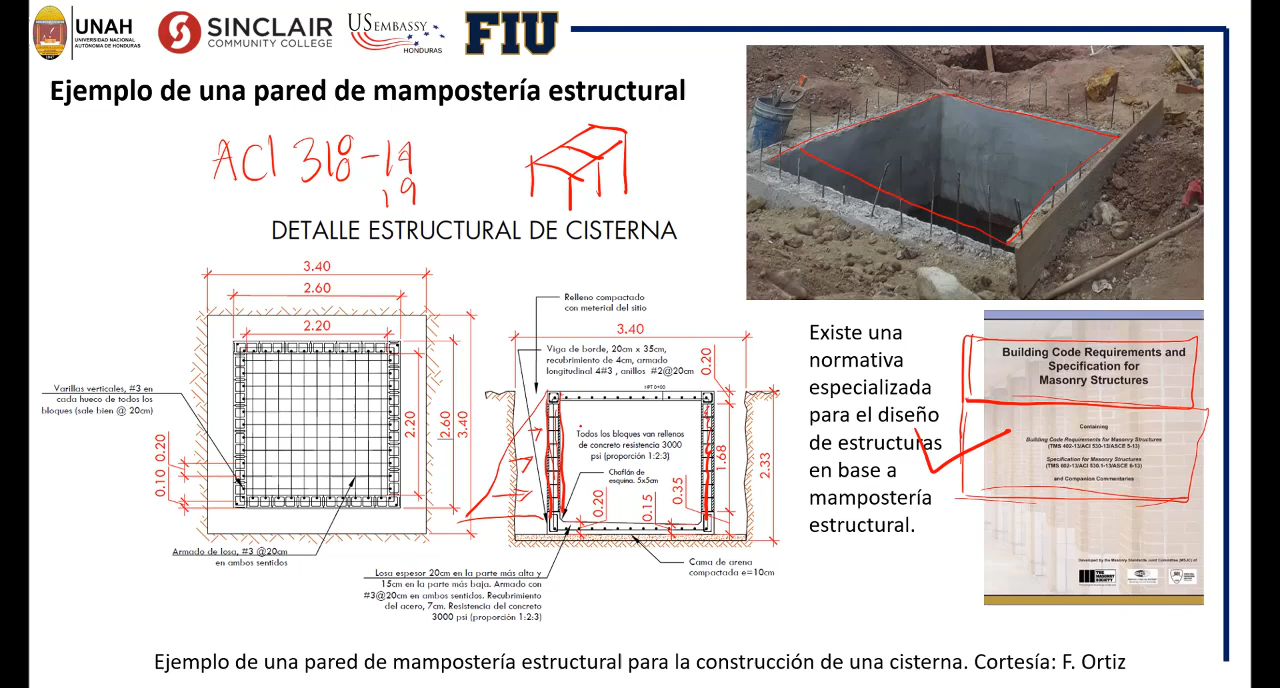 UNAH
UNIVERSIDAD NACIONAL
AUTÓNOMA DE HONDURAS
SINCLAIR
COMMUNITY COLLEGE
US EMBASSY
HONDURAS
FIU
Ejemplo de una pared de mampostería estructural
ACI 318-14
19
DETALLE ESTRUCTURAL DE CISTERNA
3.40
2.60
2.20
Varillas verticales, #3 en
cada hueco de todos los
bloques (sale bien @ 20cm)
0.20
0.10
2.20
2.60
3.40
Armado de losa, #3 @20cm
en ambos sentidos
Relleno compactado
con meterial del sitio
3.40
Viga de borde, 20cm x 35cm,
recubrimiento de 4cm, armado
longitudinal 4#3 , anillos #2@20cm
0.20
NPT 0+00
Todos los bloques van rellenos
de concreto resistencia 3000
psi (proporción 1:2:3)
Chaflán de
esquina. 5x5cm
1.68
2.33
0.20
0.15
0.35
Losa espesor 20cm en la parte más alta y
15cm en la parte más baja. Armado con
#3@20cm en ambos sentidos. Recubrimiento
del acero, 7cm. Resistencia del concreto
3000 psi (proporción 1:2:3)
Cama de arena
compactada e=10cm
Existe una
normativa
especializada
para el diseño
de estructuras
en base a
mampostería
estructural.
Building Code Requirements and
Specification for
Masonry Structures
Containing
Building Code Requirements for Masonry Structures
(TMS 402-13/ACI 530-13/ASCE 5-13)
Specification for Masonry Structures
(TMS 602-13/ACI 530.1-13/ASCE 6-13)
and Companion Commentaries
Developed by the Masonry Standards Joint Committee (MSJC) of
THE
MASONRY
SOCIETY
Ejemplo de una pared de mampostería estructural para la construcción de una cisterna. Cortesía: F. Ortiz